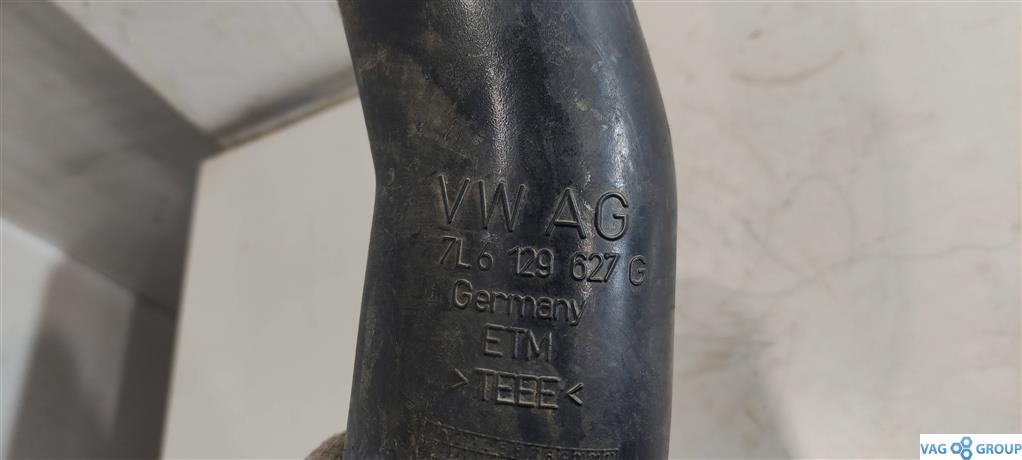 VW AG
7L6 129 627 G
Germany
ETM
>TEEE<
VAG GROUP